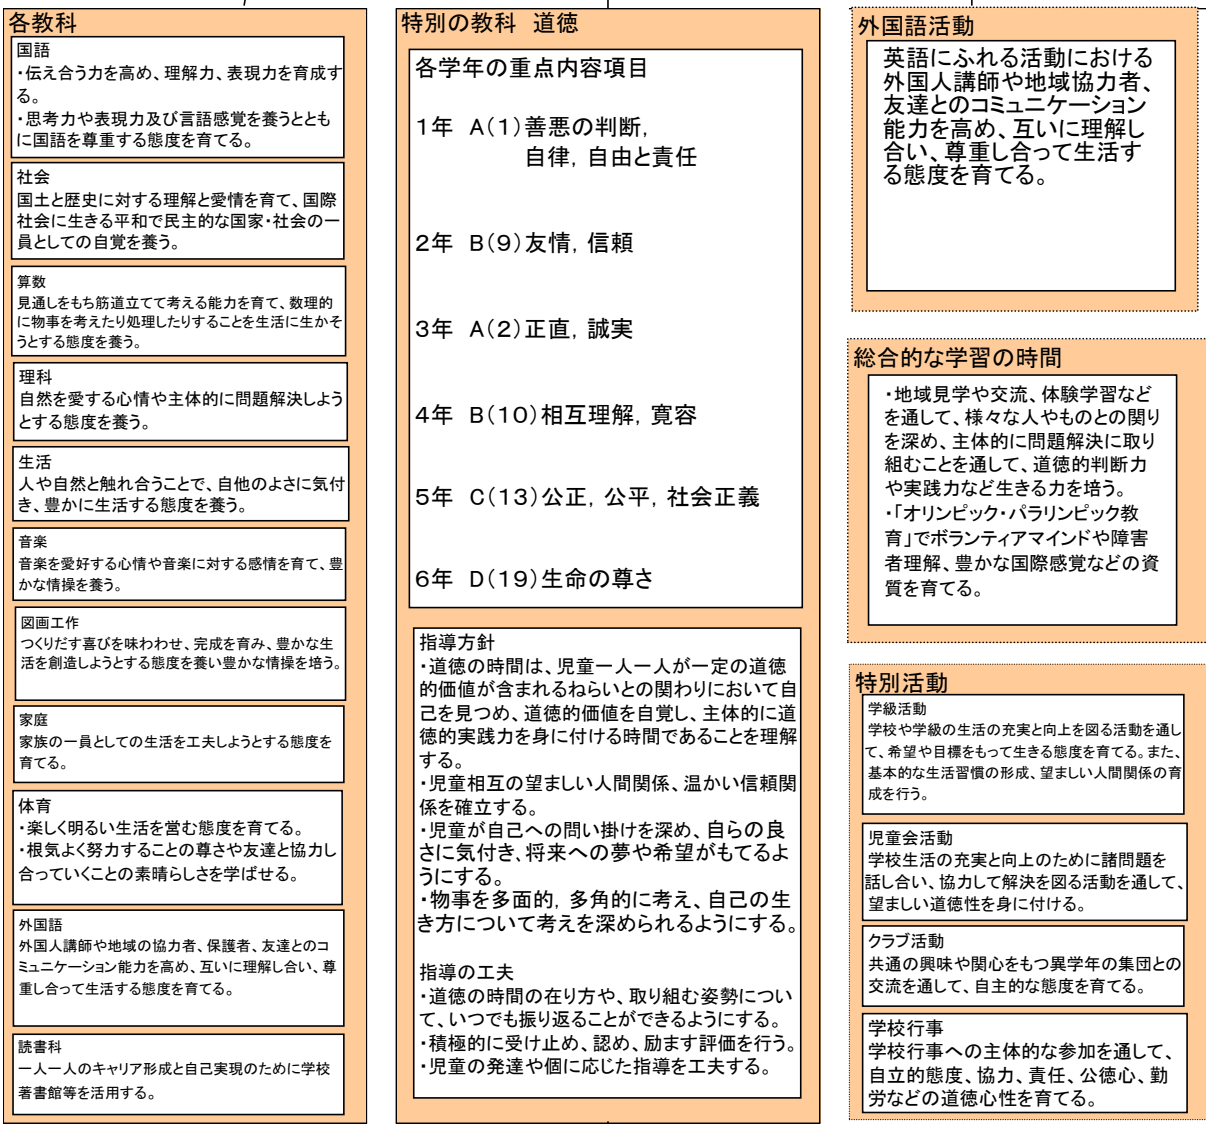 各教科
国語
・伝え合う力を高め、理解力、表現力を育成す
る。
・思考力や表現力及び言語感覚を養うととも
に国語を尊重する態度を育てる。
社会
国土と歴史に対する理解と愛情を育て、国際
社会に生きる平和で民主的な国家・社会の一
員としての自覚を養う。
算数
見通しをもち筋道立てて考える能力を育て、数理的
に物事を考えたり処理したりすることを生活に生かそ
うとする態度を養う。
理科
自然を愛する心情や主体的に問題解決しよう
とする態度を養う。
生活
人や自然と触れ合うことで、自他のよさに気付
き、豊かに生活する態度を養う。
音楽
音楽を愛好する心情や音楽に対する感情を育て、豊
かな情操を養う。
図画工作
つくりだす喜びを味わわせ、完成を育み、豊かな生
活を創造しようとする態度を養い豊かな情操を培う。
家庭
家族の一員としての生活を工夫しようとする態度を
育てる。
体育
・楽しく明るい生活を営む態度を育てる。
・根気よく努力することの尊さや友達と協力し
合っていくことの素晴らしさを学ばせる。
外国語
外国人講師や地域の協力者、保護者、友達とのコ
ミュニケーション能力を高め、互いに理解し合い、尊
重し合って生活する態度を育てる。
読書科
一人一人のキャリア形成と自己実現のために学校
著書館等を活用する。
特別の教科　道徳
各学年の重点内容項目
1年　A(1)善悪の判断,
自律, 自由と責任
2年　B(9)友情, 信頼
3年　A(2)正直, 誠実
4年　B(10)相互理解, 寛容
5年　C(13)公正, 公平, 社会正義
6年　D(19)生命の尊さ
指導方針
・道徳の時間は、児童一人一人が一定の道徳
的価値が含まれるねらいとの関わりにおいて自
己を見つめ、道徳的価値を自覚し、主体的に道
徳的実践力を身に付ける時間であることを理解
する。
・児童相互の望ましい人間関係、温かい信頼関
係を確立する。
・児童が自己への問い掛けを深め、自らの良
さに気付き、将来への夢や希望がもてるよ
うにする。
・物事を多面的, 多角的に考え、自己の生
き方について考えを深められるようにする。
指導の工夫
・道徳の時間の在り方や、取り組む姿勢につい
て、いつでも振り返ることができるようにする。
・積極的に受け止め、認め、励ます評価を行う。
・児童の発達や個に応じた指導を工夫する。
外国語活動
英語にふれる活動における
外国人講師や地域協力者、
友達とのコミュニケーション
能力を高め、互いに理解し
合い、尊重し合って生活す
る態度を育てる。
総合的な学習の時間
・地域見学や交流、体験学習など
を通して、様々な人やものとの関り
を深め、主体的に問題解決に取り
組むことを通して、道徳的判断力
や実践力など生きる力を培う。
・「オリンピック・パラリンピック教
育」でボランティアマインドや障害
者理解、豊かな国際感覚などの資
質を育てる。
特別活動
学級活動
学校や学級の生活の充実と向上を図る活動を通し
て、希望や目標をもって生きる態度を育てる。また、
基本的な生活習慣の形成、望ましい人間関係の育
成を行う。
児童会活動
学校生活の充実と向上のために諸問題を
話し合い、協力して解決を図る活動を通して、
望ましい道徳性を身に付ける。
クラブ活動
共通の興味や関心をもつ異学年の集団との
交流を通して、自主的な態度を育てる。
学校行事
学校行事への主体的な参加を通して、
自立的態度、協力、責任、公徳心、勤
労などの道徳心性を育てる。